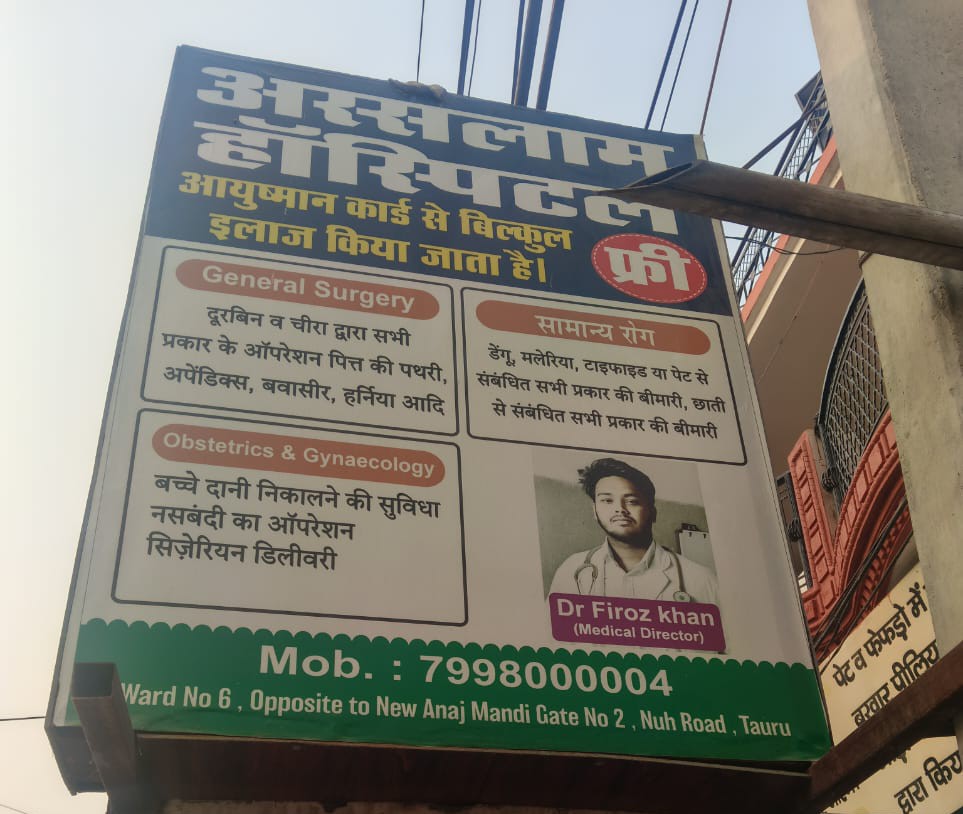 अस्सलाम
हॉस्पिटल
आयुष्मान कार्ड से बिल्कुल
इलाज किया जाता है।
फ्री
General Surgery
दूरबिन व चीरा द्वारा सभी
प्रकार के ऑपरेशन पित्त की पथरी,
अपेंडिक्स, बवासीर, हर्निया आदि
सामान्य रोग
डेंगू, मलेरिया, टाइफाइड या पेट से
संबंधित सभी प्रकार की बीमारी, छाती
से संबंधित सभी प्रकार की बीमारी
Obstetrics & Gynaecology
बच्चे दानी निकालने की सुविधा
नसबंदी का ऑपरेशन
सिज़ेरियन डिलीवरी
Dr Firoz khan
(Medical Director)
Mob. : 7998000004
Ward No 6 , Opposite to New Anaj Mandi Gate No 2 , Nuh Road , Tauru
पेट व फेफड़ो में
बुखार पीलिय
द्वारा किय